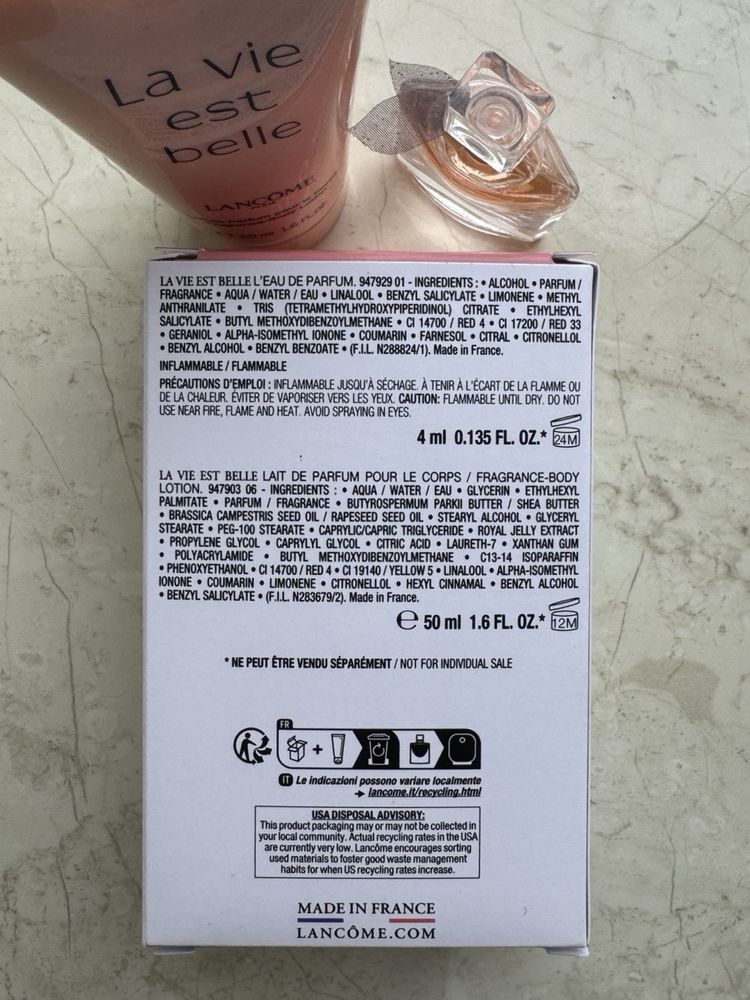 La vie
est
belle
LANCÔME
50 ml 1.6 FL. OZ.
LA VIE EST BELLE L'EAU DE PARFUM. 947929 01 - INGREDIENTS : • ALCOHOL • PARFUM /
FRAGRANCE • AQUA / WATER / EAU • LINALOOL • BENZYL SALICYLATE • LIMONENE • METHYL
ANTHRANILATE • TRIS (TETRAMETHYLHYDROXYPIPERIDINOL) CITRATE • ETHYLHEXYL
SALICYLATE • BUTYL METHOXYDIBENZOYLMETHANE • CI 14700 / RED 4 • CI 17200 / RED 33
• GERANIOL • ALPHA-ISOMETHYL IONONE • COUMARIN • FARNESOL • CITRAL • CITRONELLOL
• BENZYL ALCOHOL • BENZYL BENZOATE • (F.I.L. N288824/1). Made in France.
INFLAMMABLE / FLAMMABLE
PRÉCAUTIONS D'EMPLOI : INFLAMMABLE JUSQU'À SÉCHAGE. À TENIR À L'ÉCART DE LA FLAMME OU
DE LA CHALEUR. ÉVITER DE VAPORISER VERS LES YEUX. CAUTION: FLAMMABLE UNTIL DRY. DO NOT
USE NEAR FIRE, FLAME AND HEAT. AVOID SPRAYING IN EYES.
4 ml 0.135 FL. OZ.* 24M
LA VIE EST BELLE LAIT DE PARFUM POUR LE CORPS / FRAGRANCE-BODY
LOTION. 947903 06 - INGREDIENTS : • AQUA / WATER / EAU • GLYCERIN • ETHYLHEXYL
PALMITATE • PARFUM / FRAGRANCE • BUTYROSPERMUM PARKII BUTTER / SHEA BUTTER
• BRASSICA CAMPESTRIS SEED OIL / RAPESEED SEED OIL • STEARYL ALCOHOL • GLYCERYL
STEARATE • PEG-100 STEARATE • CAPRYLIC/CAPRIC TRIGLYCERIDE • ROYAL JELLY EXTRACT
• PROPYLENE GLYCOL • CAPRYLYL GLYCOL • CITRIC ACID • LAURETH-7 • XANTHAN GUM
• POLYACRYLAMIDE • BUTYL METHOXYDIBENZOYLMETHANE • C13-14 ISOPARAFFIN
• PHENOXYETHANOL • CI 14700 / RED 4 • CI 19140 / YELLOW 5 • LINALOOL • ALPHA-ISOMETHYL
IONONE • COUMARIN • LIMONENE • CITRONELLOL • HEXYL CINNAMAL • BENZYL ALCOHOL
• BENZYL SALICYLATE • (F.I.L. N283679/2). Made in France.
℮ 50 ml 1.6 FL. OZ.* 12M
* NE PEUT ÊTRE VENDU SÉPARÉMENT / NOT FOR INDIVIDUAL SALE
FR
+
IT Le indicazioni possono variare localmente
➔ lancome.it/recycling.html
USA DISPOSAL ADVISORY:
This product packaging may or may not be collected in
your local community. Actual recycling rates in the USA
are currently very low. Lancôme encourages sorting
used materials to foster good waste management
habits for when US recycling rates increase.
MADE IN FRANCE
LANCÔME.COM